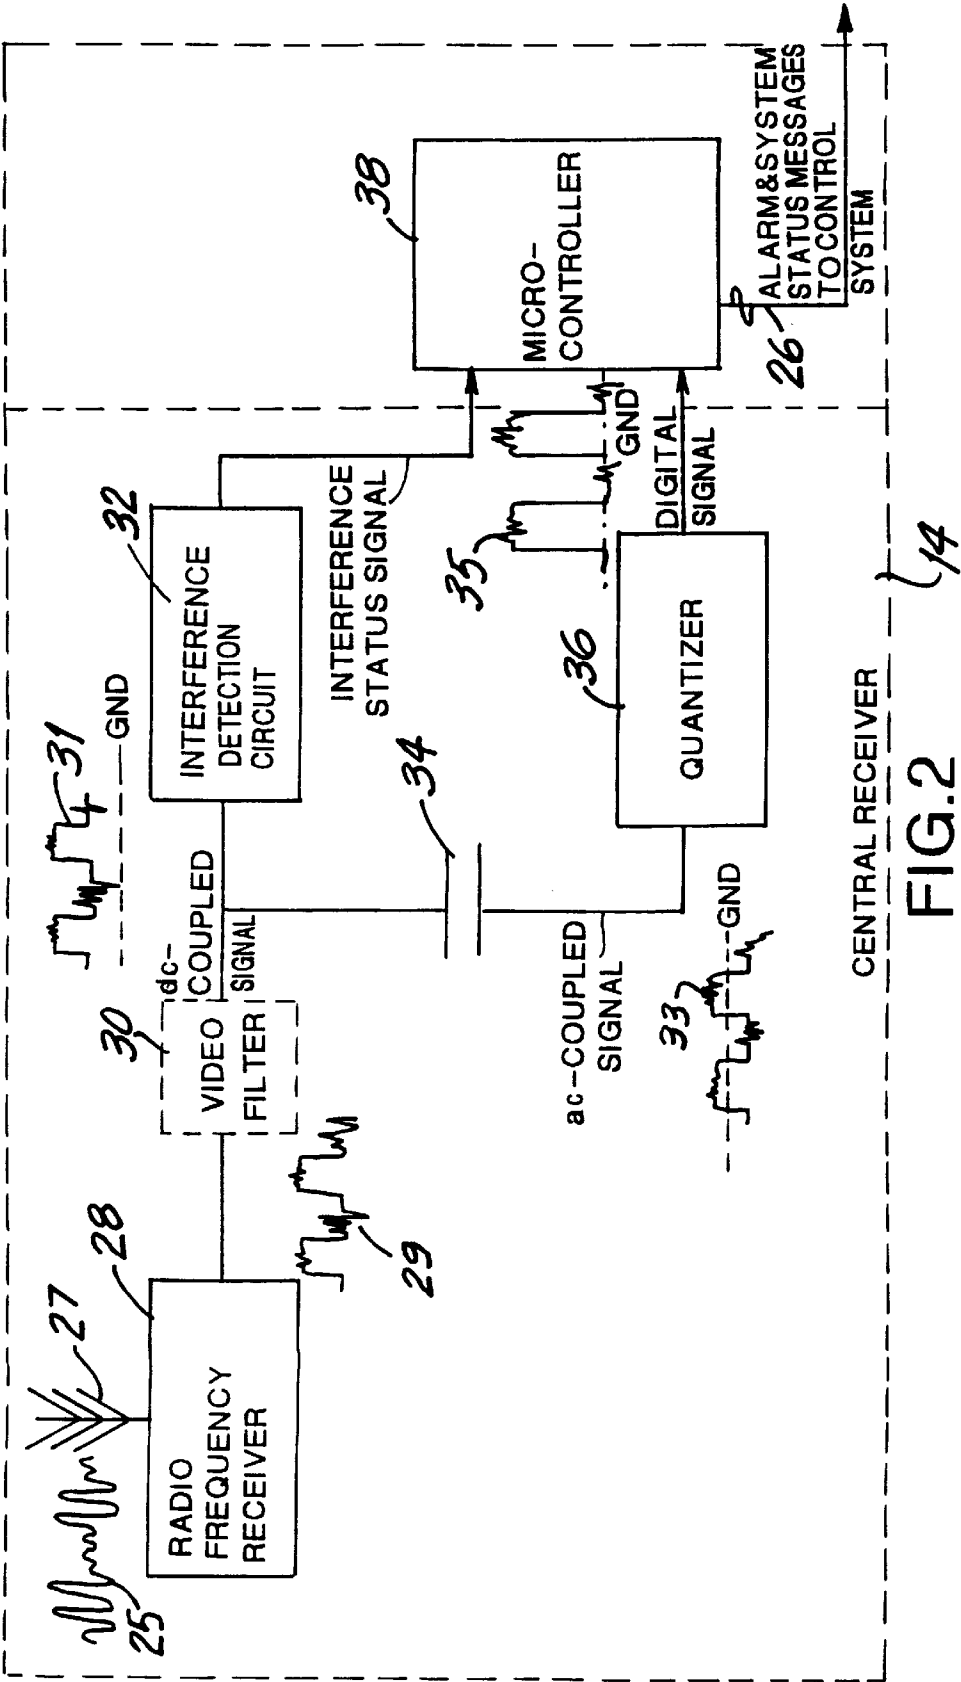 25
27
RADIO
FREQUENCY
RECEIVER
28
29
VIDEO
FILTER
30
dc-
COUPLED
SIGNAL
31
GND
INTERFERENCE
DETECTION
CIRCUIT
32
INTERFERENCE
STATUS SIGNAL
34
ac-COUPLED
SIGNAL
33
GND
QUANTIZER
36
35
GND
DIGITAL
SIGNAL
MICRO-
CONTROLLER
38
26
ALARM&SYSTEM
STATUS MESSAGES
TO CONTROL
SYSTEM
CENTRAL RECEIVER
14
FIG.2